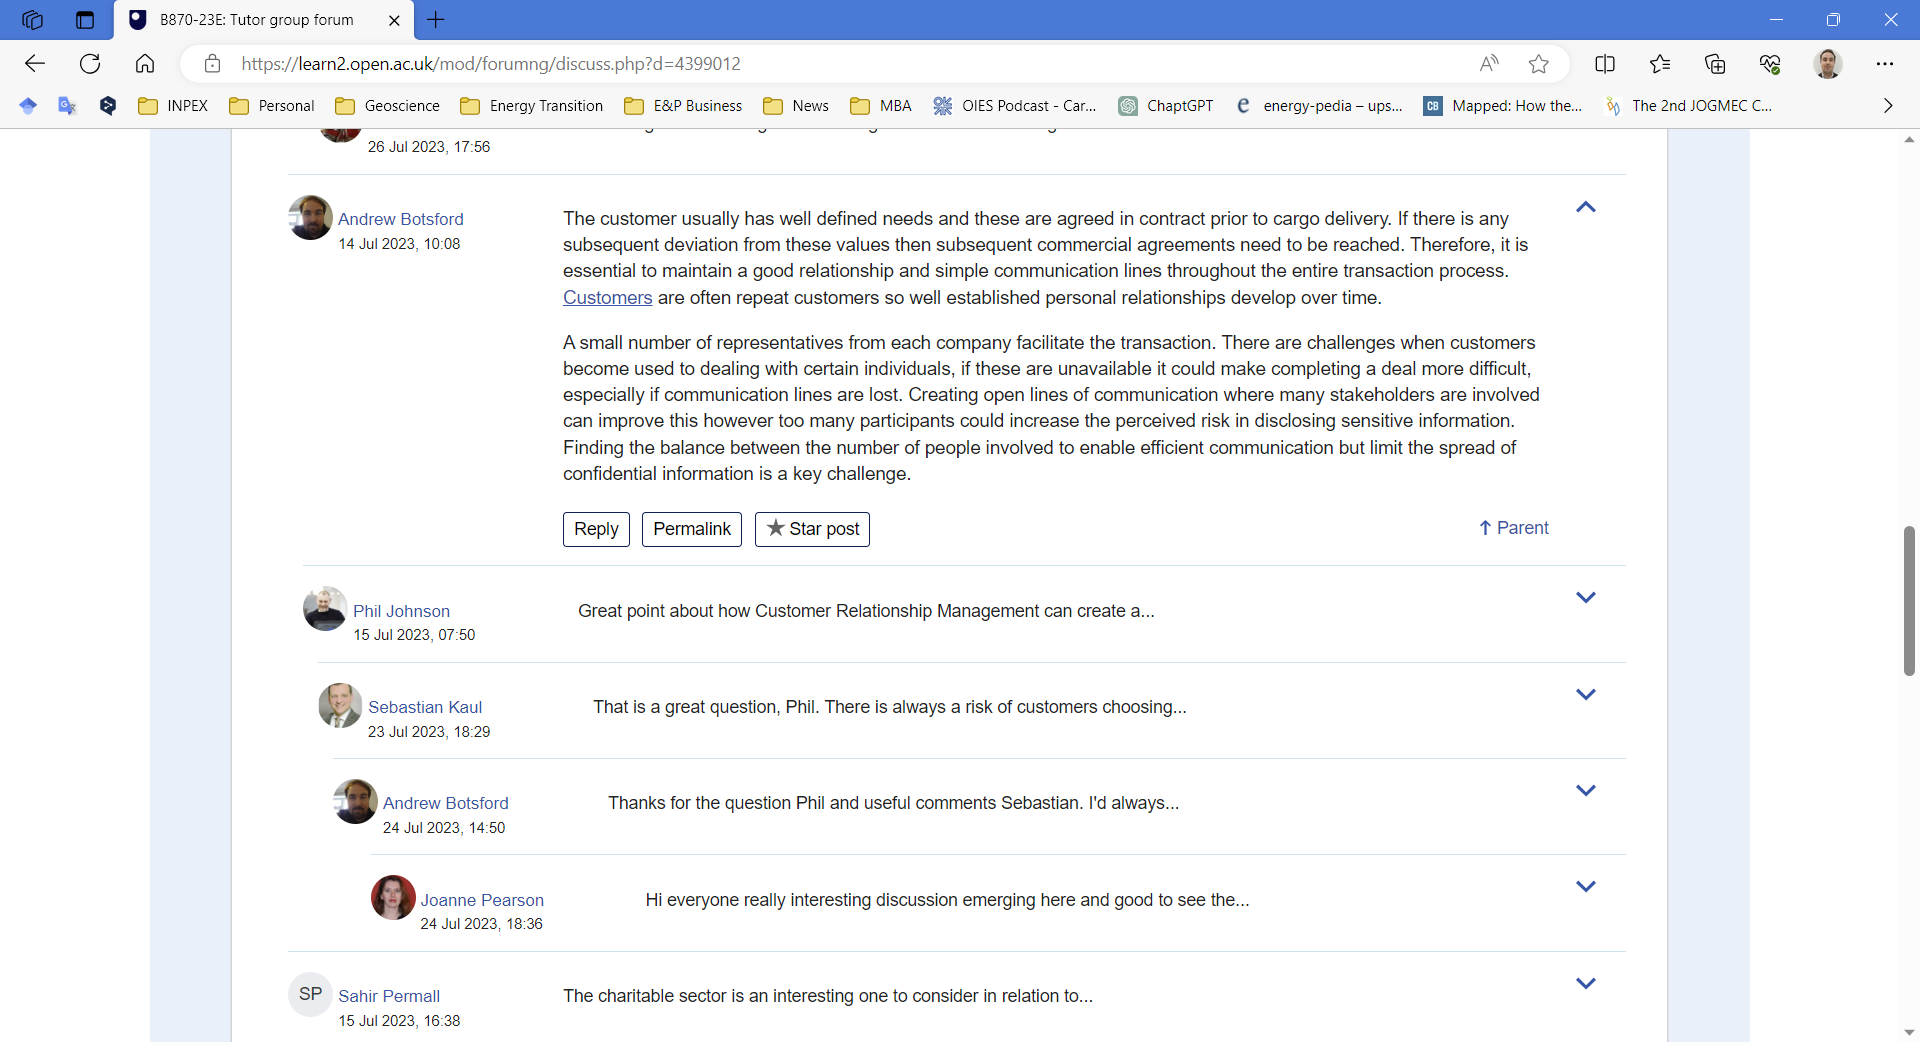 B870-23E: Tutor group forum
https://learn2.open.ac.uk/mod/forumng/discuss.php?d=4399012
INPEX
Personal
Geoscience
Energy Transition
E&P Business
News
MBA
OIES Podcast - Car...
ChaptGPT
energy-pedia – ups...
CB
Mapped: How the...
The 2nd JOGMEC C...
26 Jul 2023, 17:56
Andrew Botsford
14 Jul 2023, 10:08
The customer usually has well defined needs and these are agreed in contract prior to cargo delivery. If there is any
subsequent deviation from these values then subsequent commercial agreements need to be reached. Therefore, it is
essential to maintain a good relationship and simple communication lines throughout the entire transaction process.
Customers are often repeat customers so well established personal relationships develop over time.
A small number of representatives from each company facilitate the transaction. There are challenges when customers
become used to dealing with certain individuals, if these are unavailable it could make completing a deal more difficult,
especially if communication lines are lost. Creating open lines of communication where many stakeholders are involved
can improve this however too many participants could increase the perceived risk in disclosing sensitive information.
Finding the balance between the number of people involved to enable efficient communication but limit the spread of
confidential information is a key challenge.
Reply
Permalink
★ Star post
↑ Parent
Phil Johnson
15 Jul 2023, 07:50
Great point about how Customer Relationship Management can create a...
Sebastian Kaul
23 Jul 2023, 18:29
That is a great question, Phil. There is always a risk of customers choosing...
Andrew Botsford
24 Jul 2023, 14:50
Thanks for the question Phil and useful comments Sebastian. I'd always...
Joanne Pearson
24 Jul 2023, 18:36
Hi everyone really interesting discussion emerging here and good to see the...
SP
Sahir Permall
15 Jul 2023, 16:38
The charitable sector is an interesting one to consider in relation to...